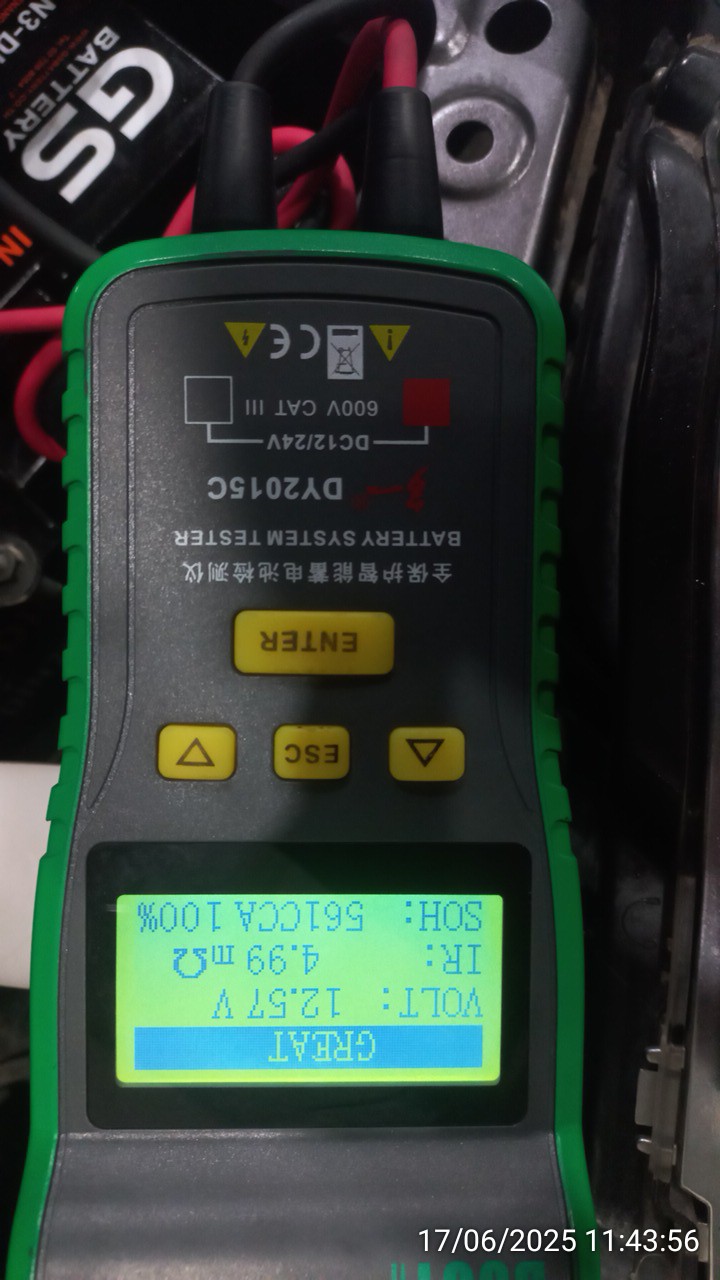 GREAT
VOLT: 12.57 V
IR: 4.99 mΩ
SOH: 561CCA 100%
ESC
ENTER
全保护智能蓄电池检测仪
BATTERY SYSTEM TESTER
DY2015C
DC12/24V
600V CAT III
CE
GS
BATTERY
IN
17/06/2025 11:43:56